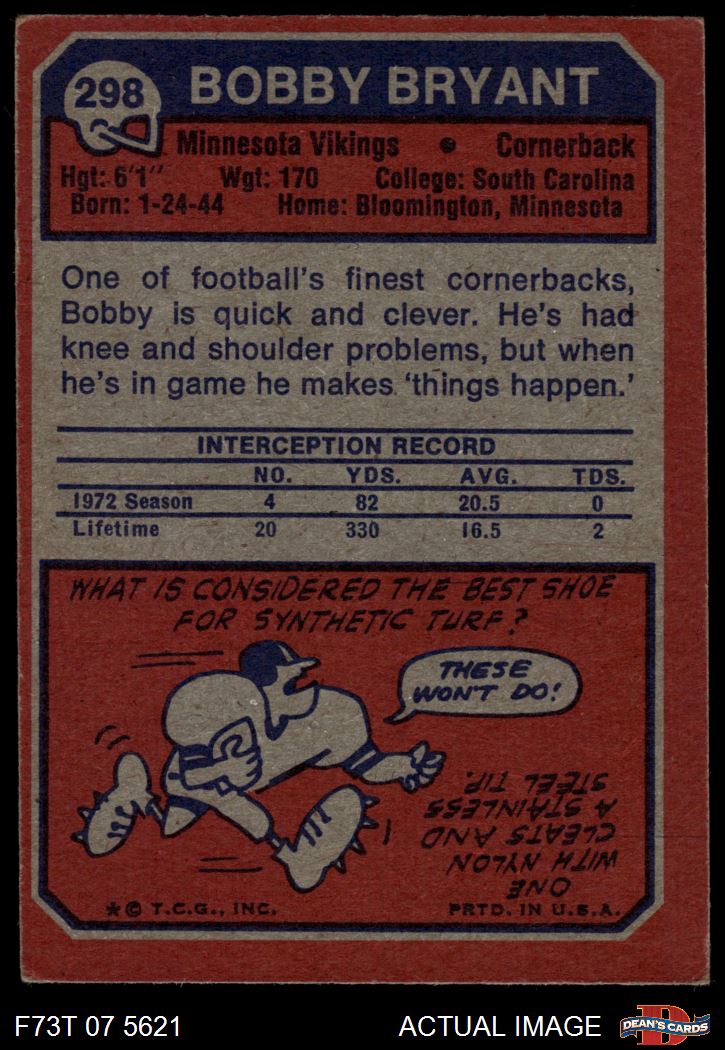 298 BOBBY BRYANT
Minnesota Vikings • Cornerback
Hgt: 6'1" Wgt: 170 College: South Carolina
Born: 1-24-44 Home: Bloomington, Minnesota
One of football's finest cornerbacks,
Bobby is quick and clever. He's had
knee and shoulder problems, but when
he's in game he makes 'things happen.'
INTERCEPTION RECORD
NO. YDS. AVG. TDS.
1972 Season 4 82 20.5 0
Lifetime 20 330 16.5 2
WHAT IS CONSIDERED THE BEST SHOE
FOR SYNTHETIC TURF?
THESE
WON'T DO!
ONE
WITH NYLON
CLEATS AND
A STAINLESS
STEEL TIP.
*© T.C.G., INC. PRTD. IN U.S.A.
F73T 07 5621 ACTUAL IMAGE D DEAN'S CARDS